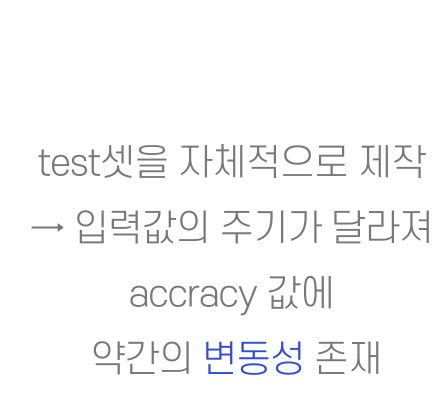 test셋을 자체적으로 제작
→ 입력값의 주기가 달라져
accracy 값에
약간의 변동성 존재